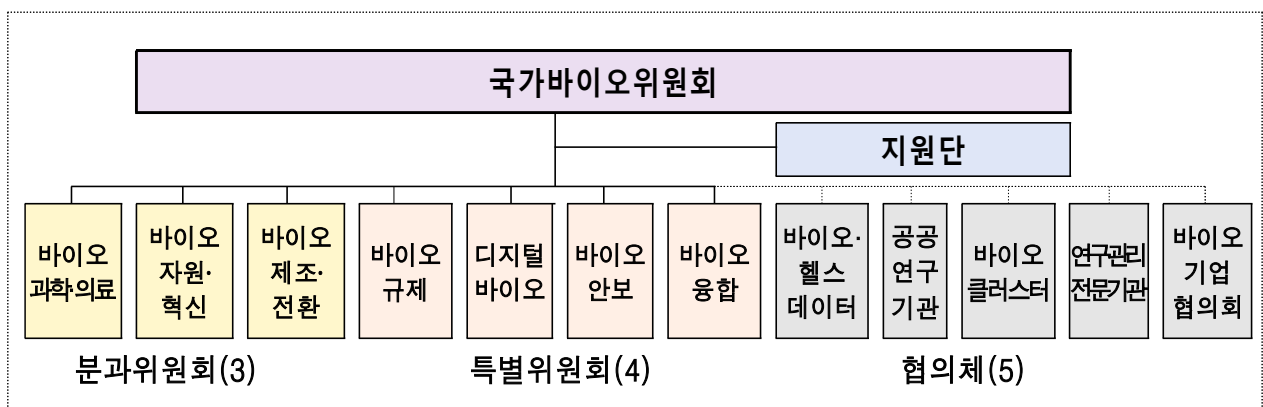 국가바이오위원회
지원단
바이오
과학·의료
바이오
자원·
혁신
바이오
제조·
전환
바이오
규제
디지털
바이오
바이오
안보
바이오
융합
바이오·
헬스
데이터
공공
연구
기관
바이오
클러스터
연구관리
전문기관
바이오
기업
협의회
분과위원회(3)
특별위원회(4)
협의체(5)